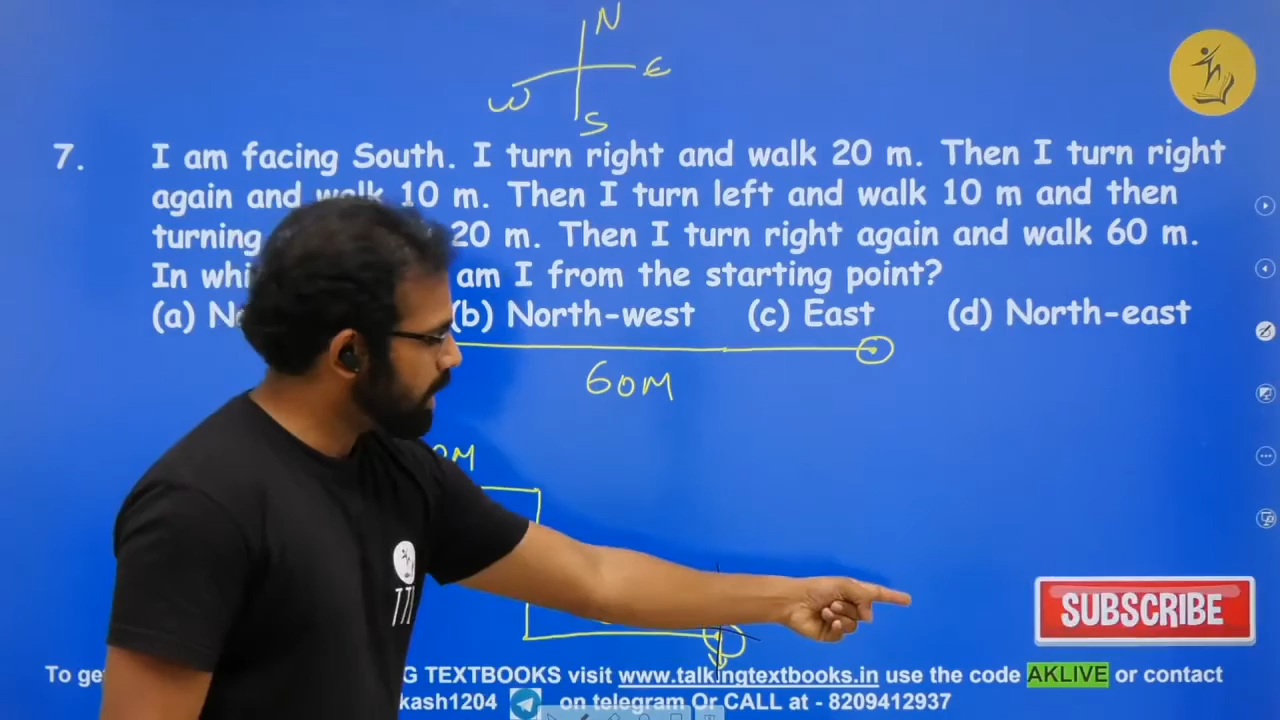 N
W E
S
7. I am facing South. I turn right and walk 20 m. Then I turn right
again and walk 10 m. Then I turn left and walk 10 m and then
turning 20 m. Then I turn right again and walk 60 m.
In am I from the starting point?
(a) (b) North-west (c) East (d) North-east
60M
M
TTI
SUBSCRIBE
To TEXTBOOKS visit www.talkingtextbooks.in use the code AKLIVE or contact
kash1204 on telegram Or CALL at - 8209412937